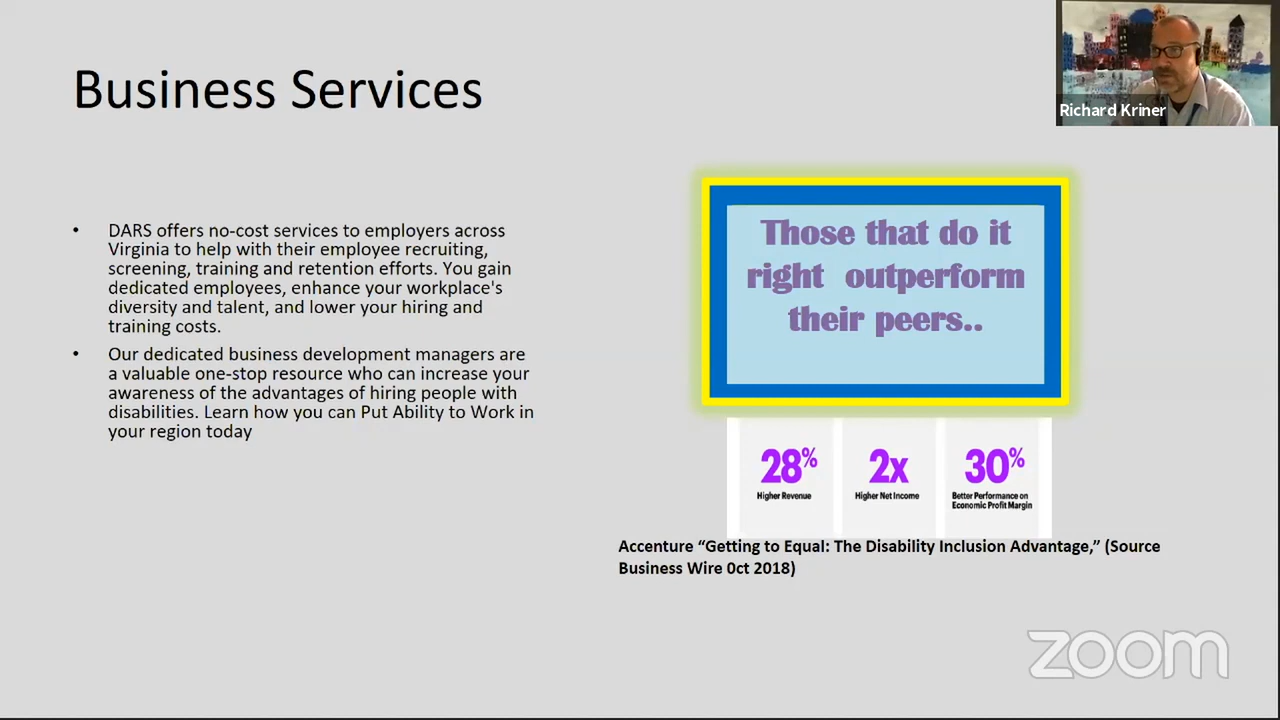 Business Services
Richard Kriner
• DARS offers no-cost services to employers across
Virginia to help with their employee recruiting,
screening, training and retention efforts. You gain
dedicated employees, enhance your workplace's
diversity and talent, and lower your hiring and
training costs.
• Our dedicated business development managers are
a valuable one-stop resource who can increase your
awareness of the advantages of hiring people with
disabilities. Learn how you can Put Ability to Work in
your region today
Those that do it
right outperform
their peers..
28%
Higher Revenue
2x
Higher Net Income
30%
Better Performance on
Economic Profit Margin
Accenture “Getting to Equal: The Disability Inclusion Advantage,” (Source
Business Wire 0ct 2018)
zoom